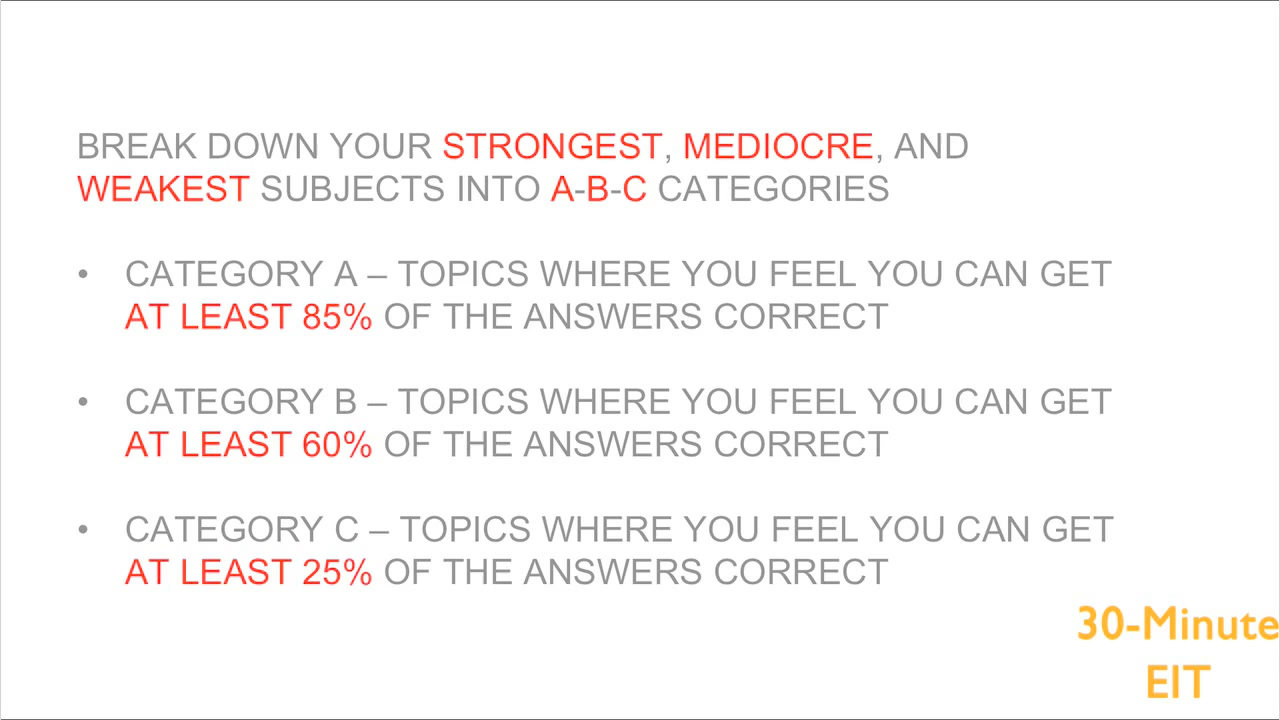 BREAK DOWN YOUR STRONGEST, MEDIOCRE, AND
WEAKEST SUBJECTS INTO A-B-C CATEGORIES
• CATEGORY A – TOPICS WHERE YOU FEEL YOU CAN GET
AT LEAST 85% OF THE ANSWERS CORRECT
• CATEGORY B – TOPICS WHERE YOU FEEL YOU CAN GET
AT LEAST 60% OF THE ANSWERS CORRECT
• CATEGORY C – TOPICS WHERE YOU FEEL YOU CAN GET
AT LEAST 25% OF THE ANSWERS CORRECT
30-Minute
EIT